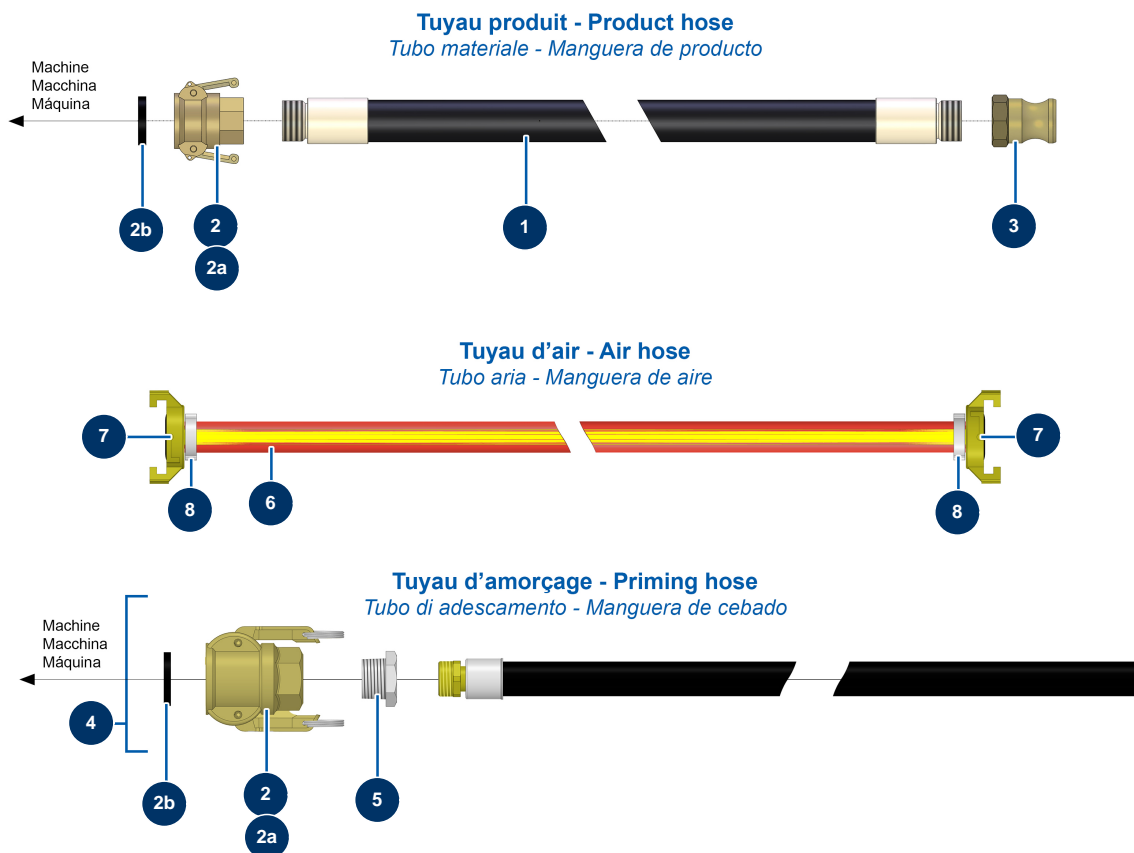 Tuyau produit - Product hose
Tubo materiale - Manguera de producto
Machine
Macchina
Máquina
2b
2
2a
1
3
Tuyau d'air - Air hose
Tubo aria - Manguera de aire
7
7
8
6
8
Tuyau d'amorçage - Priming hose
Tubo di adescamento - Manguera de cebado
Machine
Macchina
Máquina
4
2b
2
2a
5